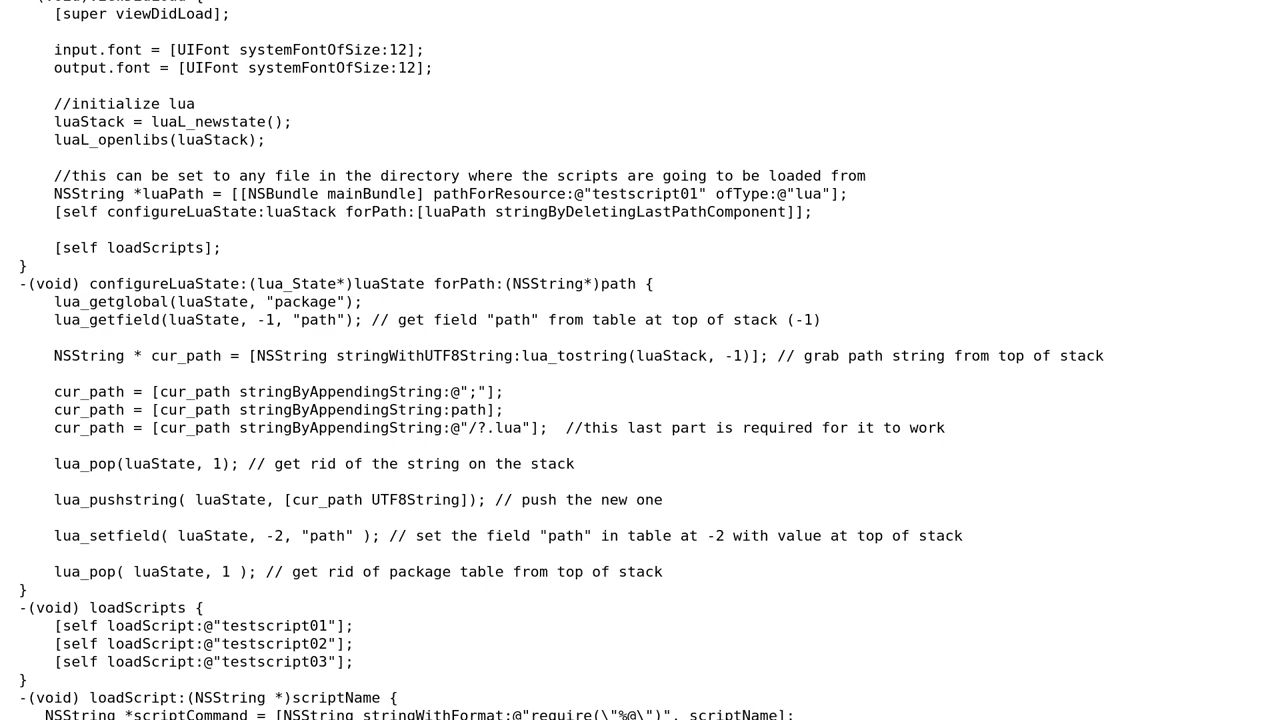 [super viewDidLoad];
input.font = [UIFont systemFontOfSize:12];
output.font = [UIFont systemFontOfSize:12];
//initialize lua
luaStack = luaL_newstate();
luaL_openlibs(luaStack);
//this can be set to any file in the directory where the scripts are going to be loaded from
NSString *luaPath = [[NSBundle mainBundle] pathForResource:@"testscript01" ofType:@"lua"];
[self configureLuaState:luaStack forPath:[luaPath stringByDeletingLastPathComponent]];
[self loadScripts];
}
-(void) configureLuaState:(lua_State*)luaState forPath:(NSString*)path {
lua_getglobal(luaState, "package");
lua_getfield(luaState, -1, "path"); // get field "path" from table at top of stack (-1)
NSString * cur_path = [NSString stringWithUTF8String:lua_tostring(luaStack, -1)]; // grab path string from top of stack
cur_path = [cur_path stringByAppendingString:@";"];
cur_path = [cur_path stringByAppendingString:path];
cur_path = [cur_path stringByAppendingString:@"/?.lua"];  //this last part is required for it to work
lua_pop(luaState, 1); // get rid of the string on the stack
lua_pushstring( luaState, [cur_path UTF8String]); // push the new one
lua_setfield( luaState, -2, "path" ); // set the field "path" in table at -2 with value at top of stack
lua_pop( luaState, 1 ); // get rid of package table from top of stack
}
-(void) loadScripts {
[self loadScript:@"testscript01"];
[self loadScript:@"testscript02"];
[self loadScript:@"testscript03"];
}
-(void) loadScript:(NSString *)scriptName {
NSString *scriptCommand = [NSString stringWithFormat:@"require(\"%@\")", scriptName];